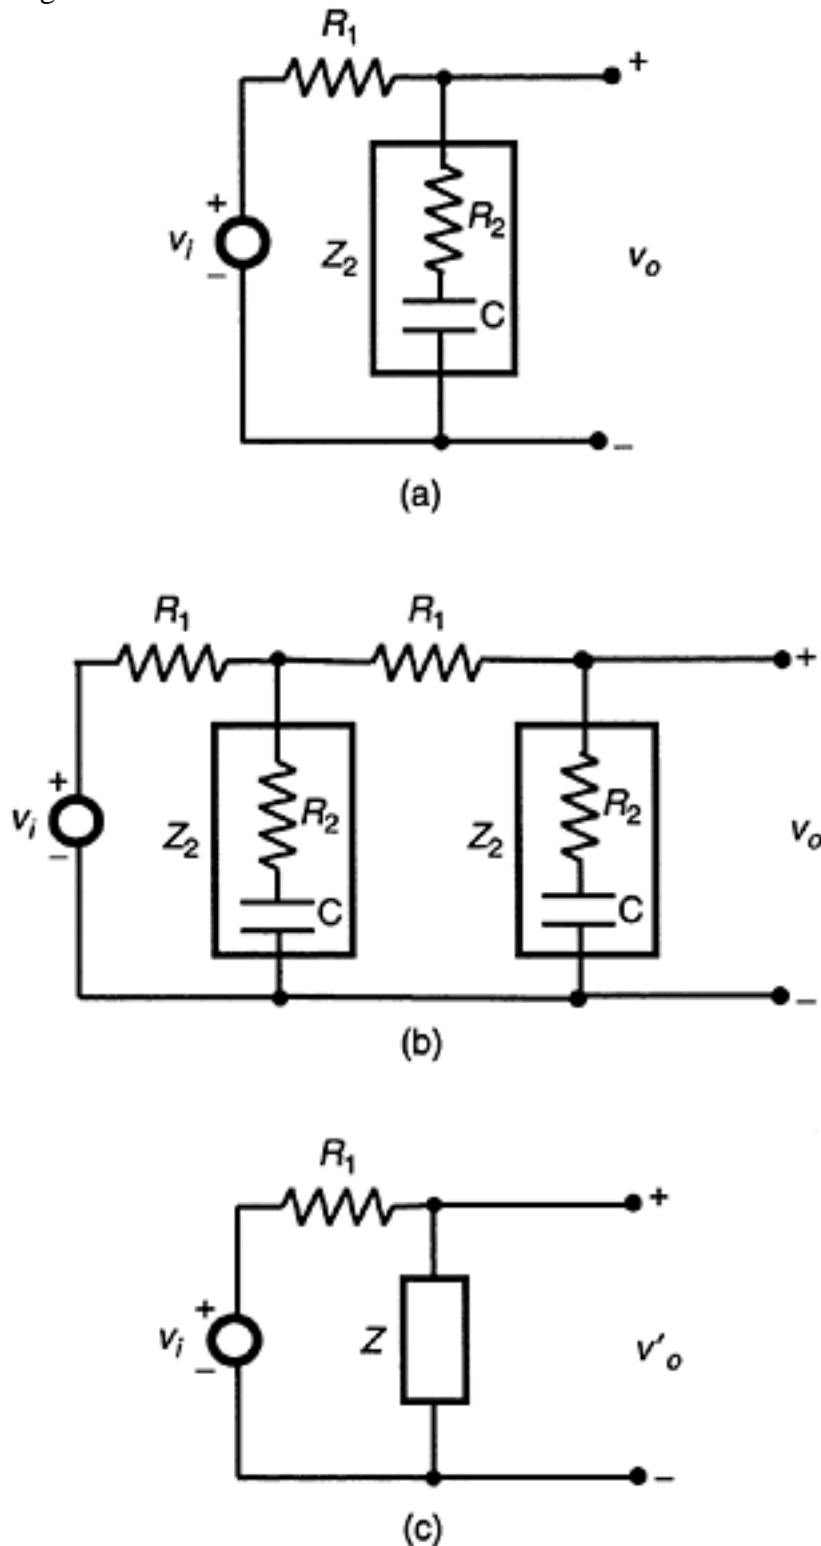 R₁
+
+
vᵢ
−
Z₂
R₂
C
vₒ
−
(a)
R₁
R₁
+
+
vᵢ
−
Z₂
R₂
C
Z₂
R₂
C
vₒ
−
(b)
R₁
+
+
vᵢ
−
Z
v'ₒ
−
(c)